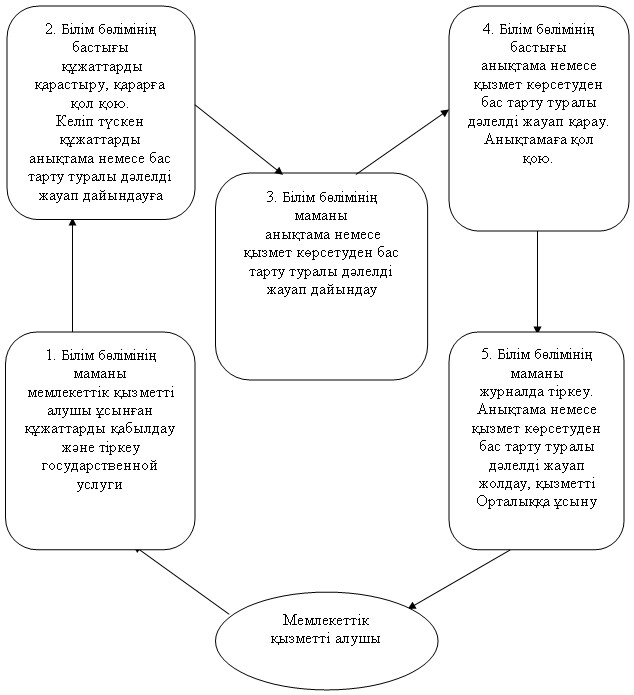 1. Білім бөлімінің
маманы
мемлекеттік қызметті
алушы ұсынған
құжаттарды қабылдау
және тіркеу
государственной
услуги
2. Білім бөлімінің
бастығы
құжаттарды
қарастыру, қарарға
қол қою.
Келіп түскен
құжаттарды
анықтама немесе бас
тарту туралы дәлелді
жауап дайындауға
3. Білім бөлімінің
маманы
анықтама немесе
қызмет көрсетуден бас
тарту туралы дәлелді
жауап дайындау
4. Білім бөлімінің
бастығы
анықтама немесе
қызмет көрсетуден
бас тарту туралы
дәлелді жауап қарау.
Анықтамаға қол
қою.
5. Білім бөлімінің
маманы
журналда тіркеу.
Анықтама немесе
қызмет көрсетуден
бас тарту туралы
дәлелді жауап
жолдау, қызметті
Орталыққа ұсыну
Мемлекеттік
қызметті алушы